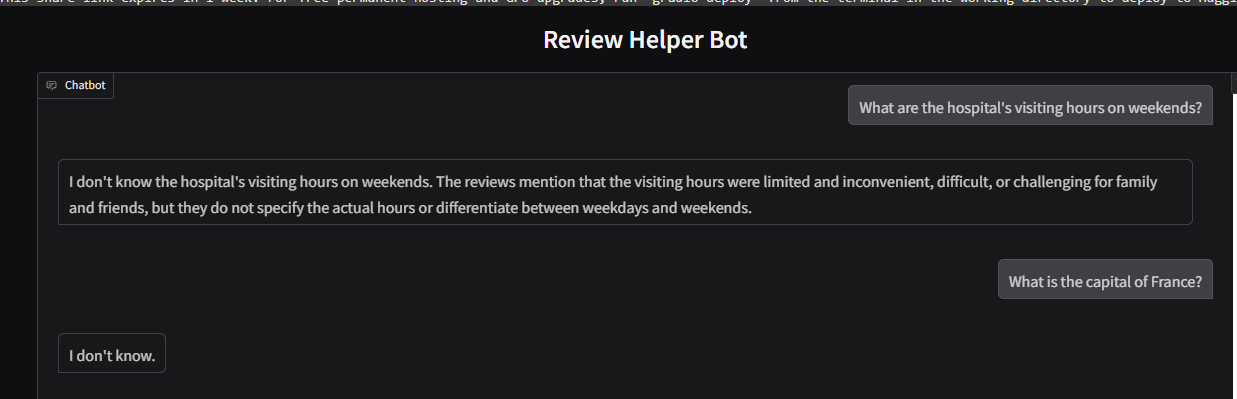 This share link expires in 1 week. For free permanent hosting and GPU upgrades, run `gradio deploy` from the terminal in the working directory to deploy to Huggi
Review Helper Bot
Chatbot
What are the hospital's visiting hours on weekends?
I don't know the hospital's visiting hours on weekends. The reviews mention that the visiting hours were limited and inconvenient, difficult, or challenging for family
and friends, but they do not specify the actual hours or differentiate between weekdays and weekends.
What is the capital of France?
I don't know.